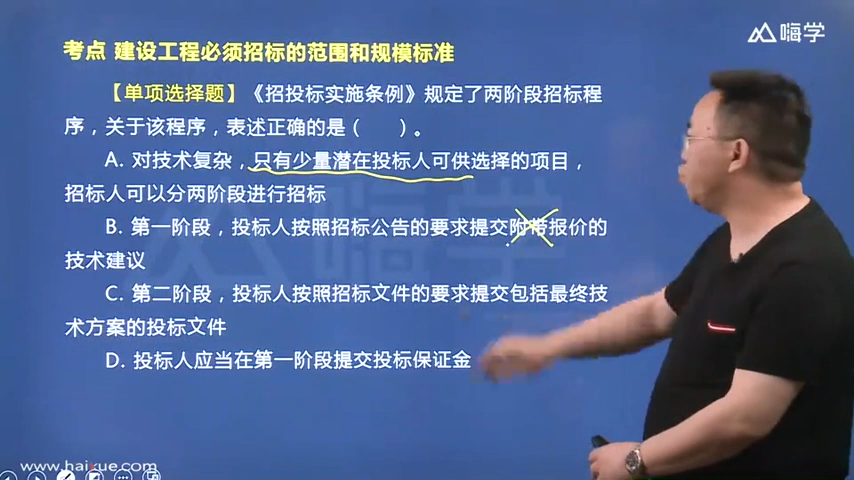 考点 建设工程必须招标的范围和规模标准
嗨学
【单项选择题】《招投标实施条例》规定了两阶段招标程
序，关于该程序，表述正确的是（　　）。
A. 对技术复杂，只有少量潜在投标人可供选择的项目，
招标人可以分两阶段进行招标
B. 第一阶段，投标人按照招标公告的要求提交附带报价的
技术建议
C. 第二阶段，投标人按照招标文件的要求提交包括最终技
术方案的投标文件
D. 投标人应当在第一阶段提交投标保证金
嗨学
www.haixue.com